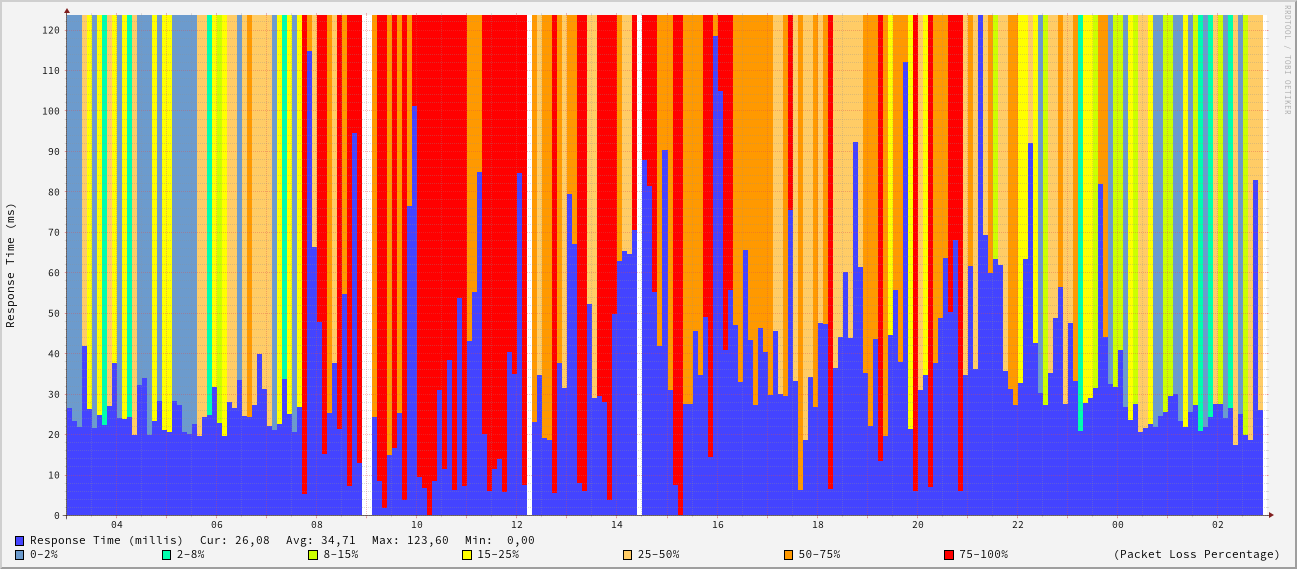 RRDTOOL / TOBI OETIKER
Response Time (ms)
120
110
100
90
80
70
60
50
40
30
20
10
0
04 06 08 10 12 14 16 18 20 22 00 02
Response Time (millis) Cur: 26,08 Avg: 34,71 Max: 123,60 Min: 0,00
0-2% 2-8% 8-15% 15-25% 25-50% 50-75% 75-100% (Packet Loss Percentage)